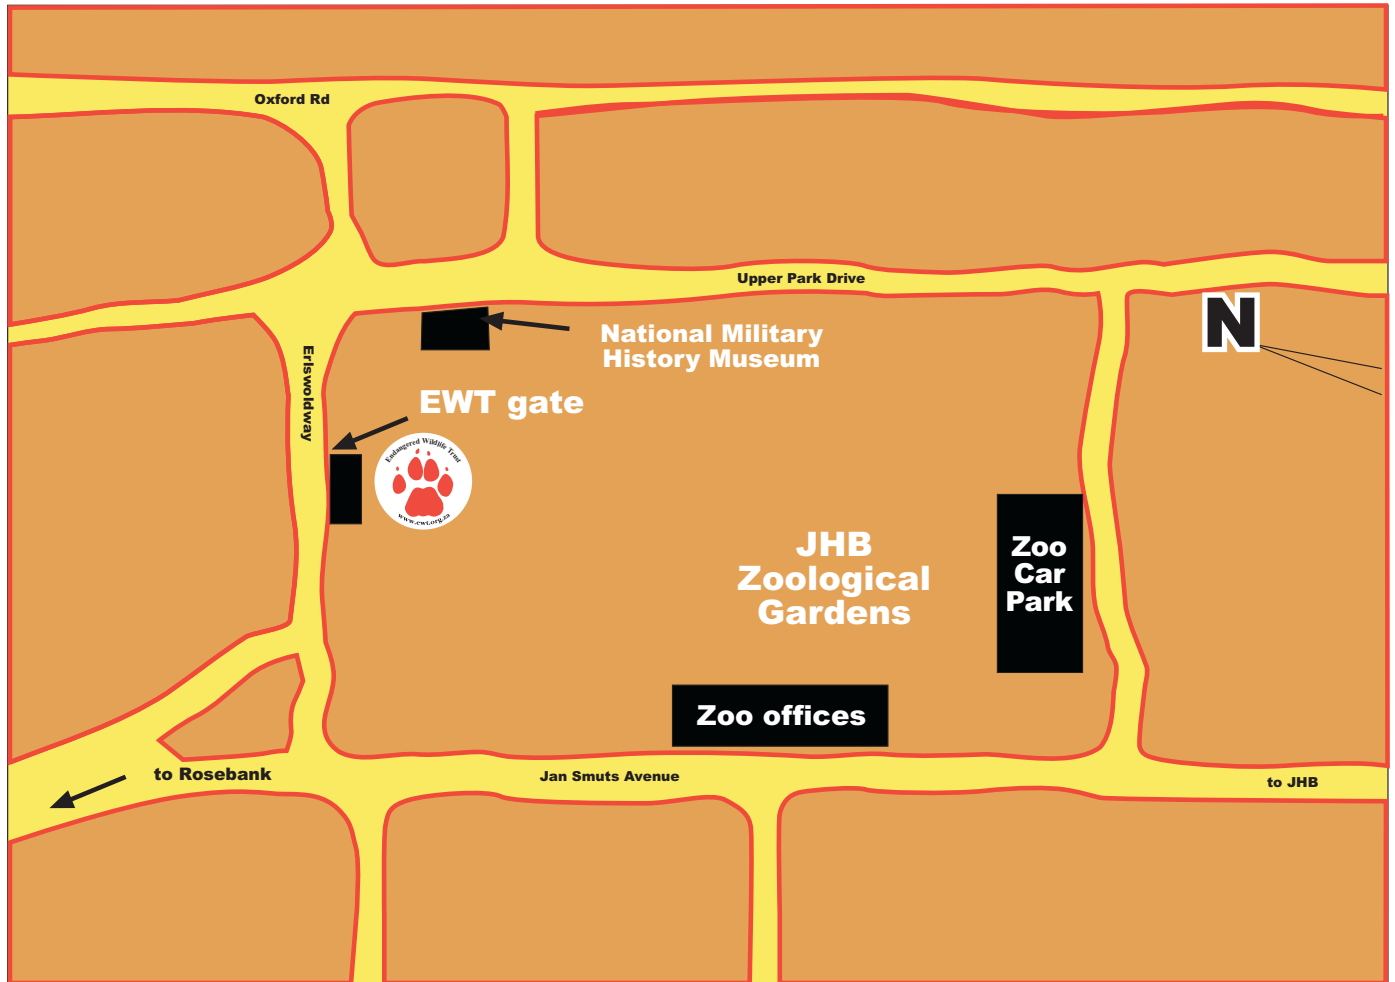 Oxford Rd
Upper Park Drive
N
National Military
History Museum
Erlswoldway
EWT gate
Endangered Wildlife Trust
www.ewt.org.za
JHB
Zoological
Gardens
Zoo
Car
Park
Zoo offices
to Rosebank
Jan Smuts Avenue
to JHB